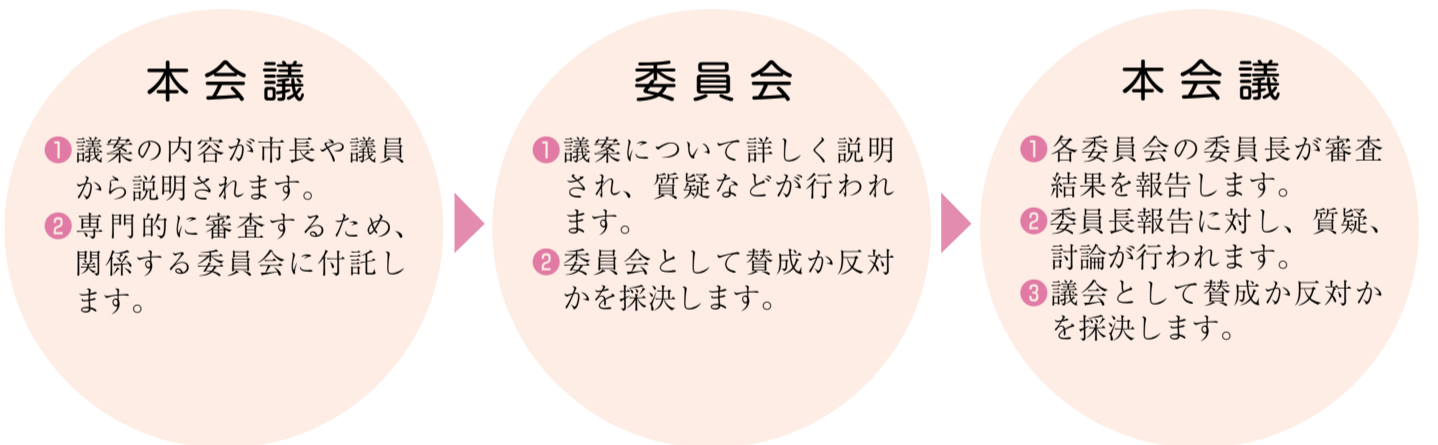 本会議
❶議案の内容が市長や議員
から説明されます。
❷専門的に審査するため、
関係する委員会に付託し
ます。
委員会
❶議案について詳しく説明
され、質疑などが行われ
ます。
❷委員会として賛成か反対
かを採決します。
本会議
❶各委員会の委員長が審査
結果を報告します。
❷委員長報告に対し、質疑、
討論が行われます。
❸議会として賛成か反対か
を採決します。